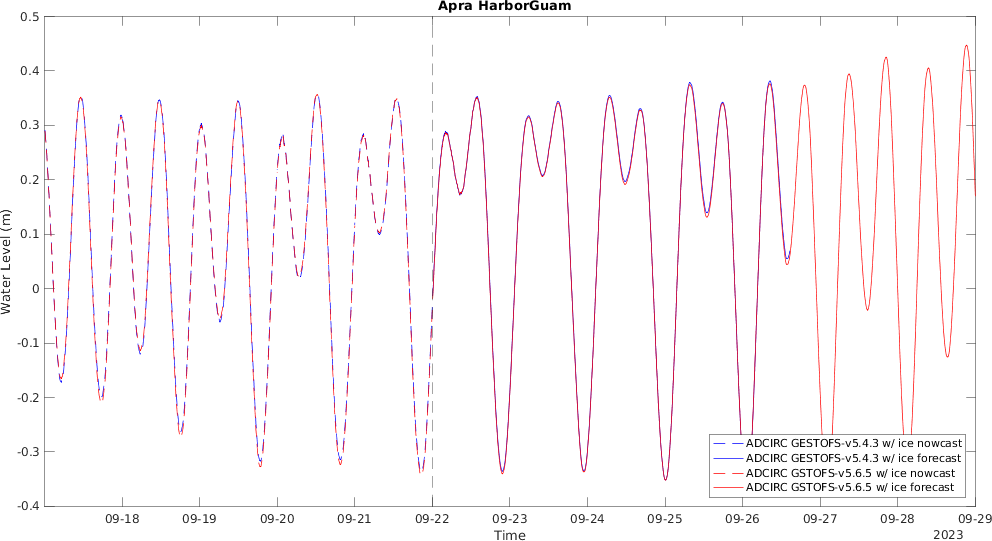 Apra HarborGuam
0.5
0.4
0.3
0.2
0.1
0
-0.1
-0.2
-0.3
-0.4
Water Level (m)
ADCIRC GESTOFS-v5.4.3 w/ ice nowcast
ADCIRC GESTOFS-v5.4.3 w/ ice forecast
ADCIRC GSTOFS-v5.6.5 w/ ice nowcast
ADCIRC GSTOFS-v5.6.5 w/ ice forecast
09-18 09-19 09-20 09-21 09-22 09-23 09-24 09-25 09-26 09-27 09-28 09-29
Time 2023